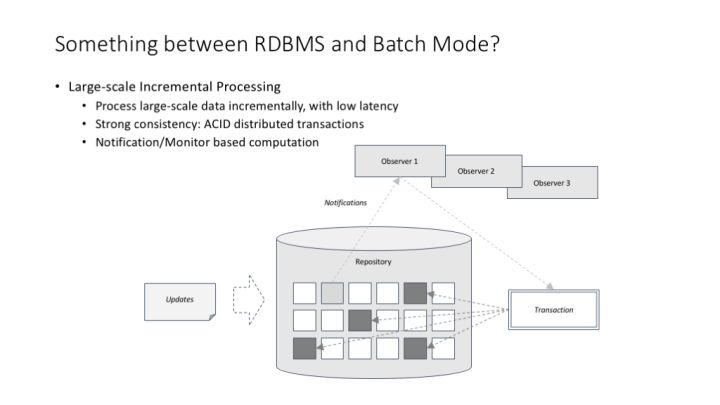 Something between RDBMS and Batch Mode?
• Large-scale Incremental Processing
• Process large-scale data incrementally, with low latency
• Strong consistency: ACID distributed transactions
• Notification/Monitor based computation
Observer 1
Observer 2
Observer 3
Notifications
Repository
Updates
Transaction